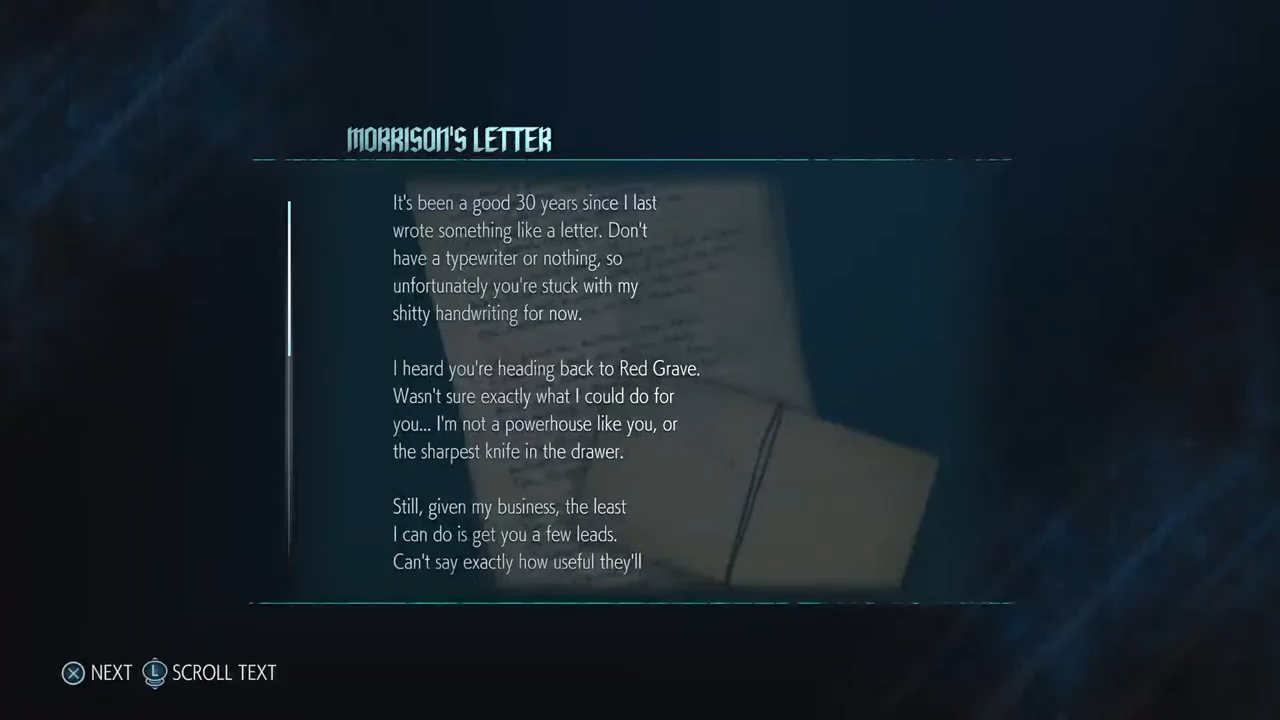 MORRISON'S LETTER
It's been a good 30 years since I last
wrote something like a letter. Don't
have a typewriter or nothing, so
unfortunately you're stuck with my
shitty handwriting for now.
I heard you're heading back to Red Grave.
Wasn't sure exactly what I could do for
you... I'm not a powerhouse like you, or
the sharpest knife in the drawer.
Still, given my business, the least
I can do is get you a few leads.
Can't say exactly how useful they'll
NEXT L SCROLL TEXT